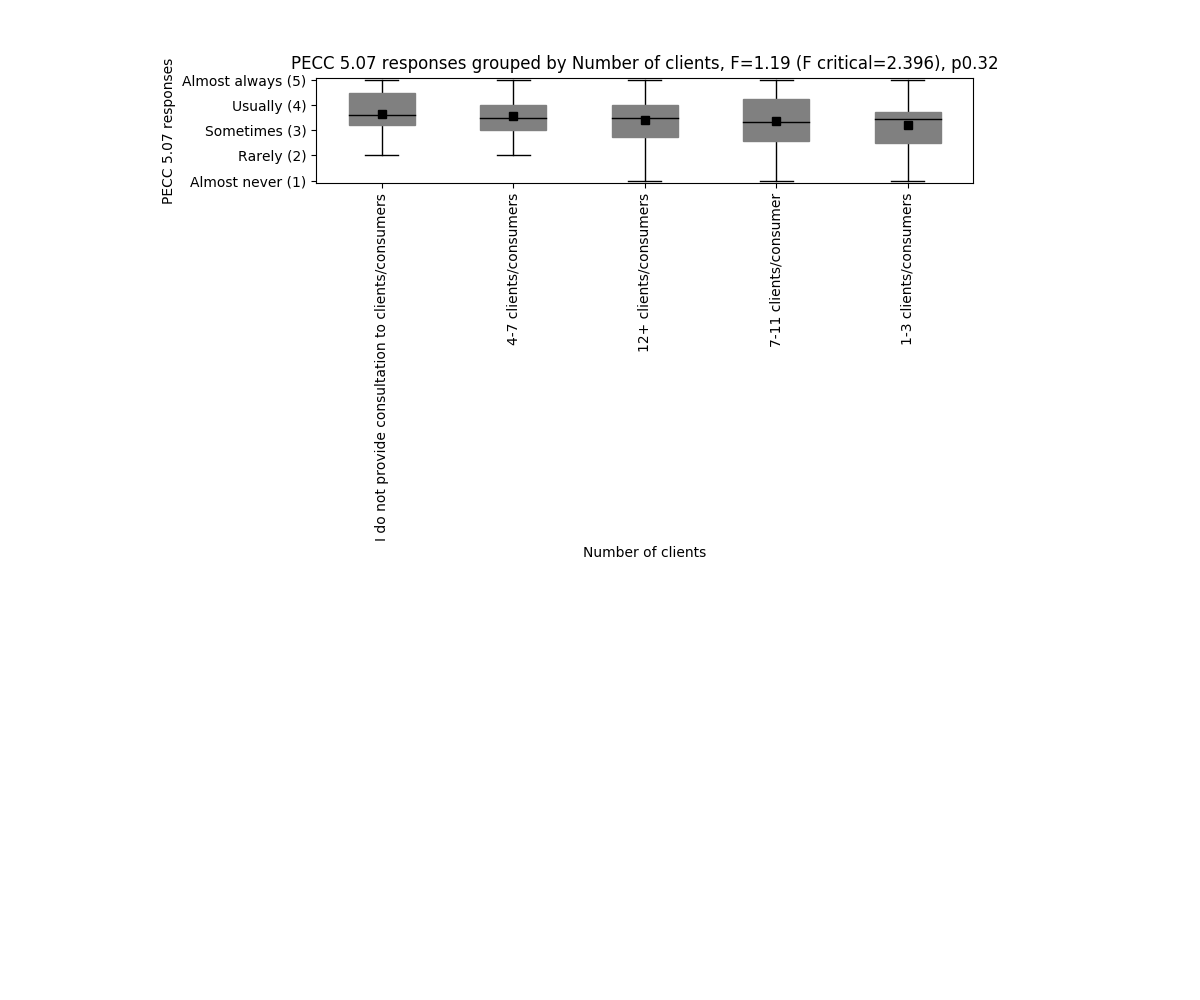 PECC 5.07 responses grouped by Number of clients, F=1.19 (F critical=2.396), p0.32
PECC 5.07 responses
Almost always (5)
Usually (4)
Sometimes (3)
Rarely (2)
Almost never (1)
I do not provide consultation to clients/consumers
4-7 clients/consumers
12+ clients/consumers
7-11 clients/consumer
1-3 clients/consumers
Number of clients